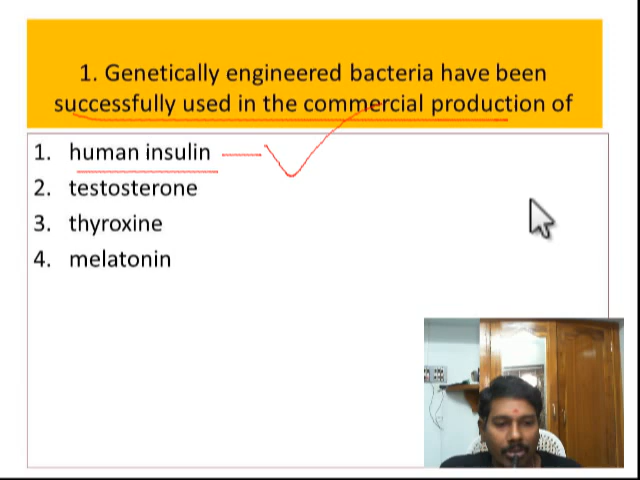 1. Genetically engineered bacteria have been
successfully used in the commercial production of
1. human insulin
2. testosterone
3. thyroxine
4. melatonin